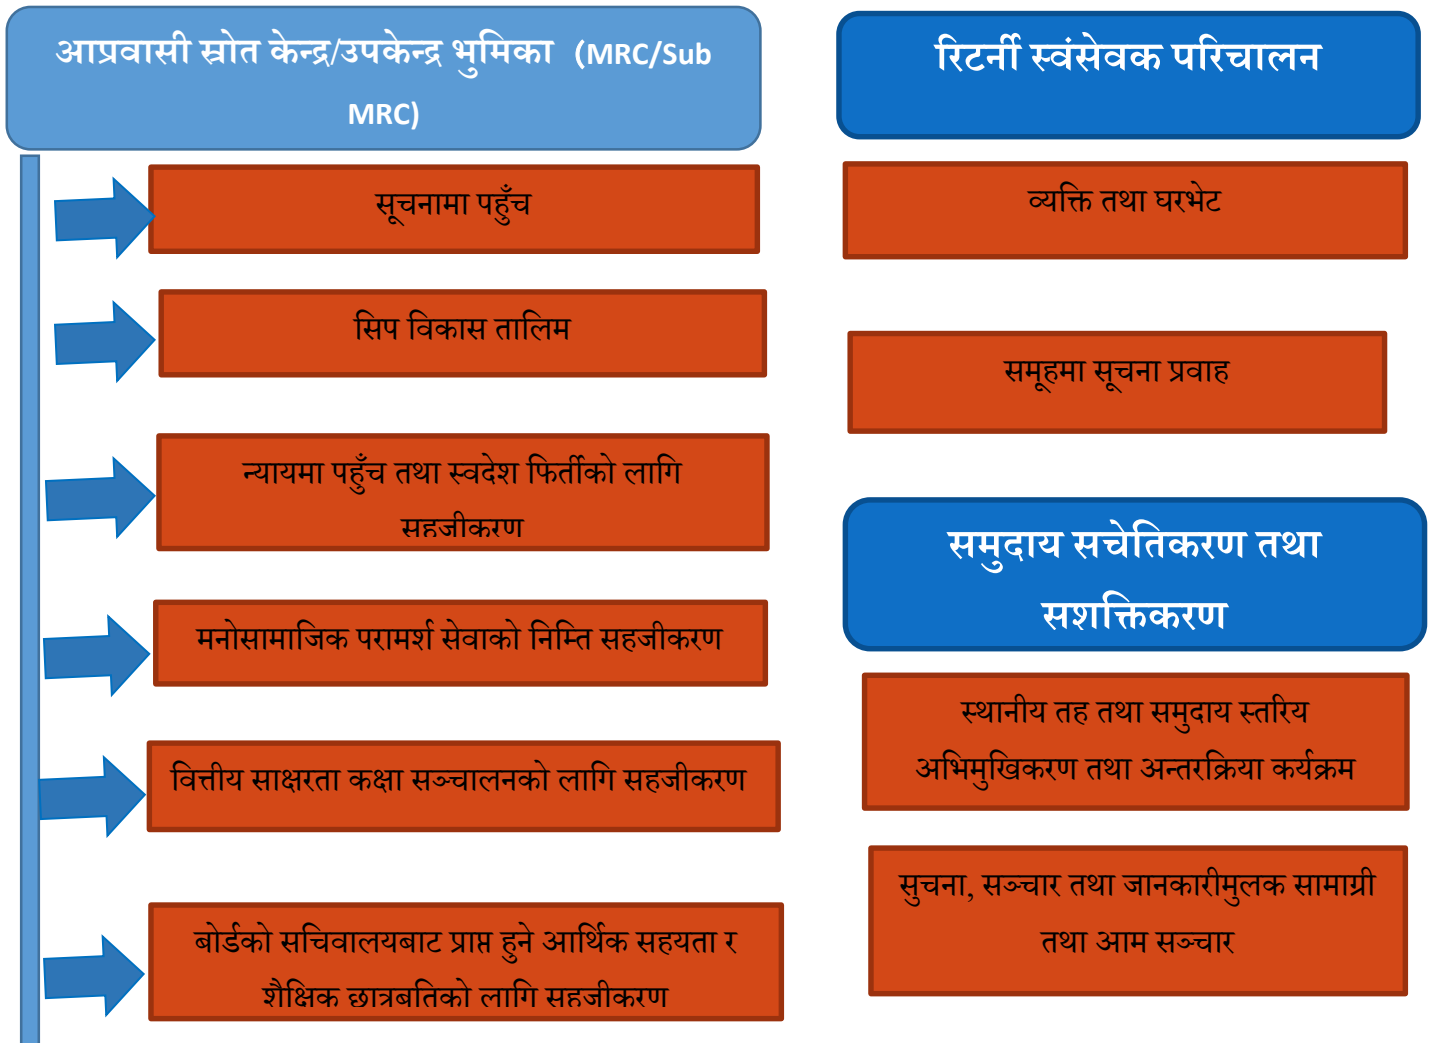 आप्रवासी स्रोत केन्द्र/उपकेन्द्र भुमिका (MRC/Sub
MRC)
सूचनामा पहुँच
सिप विकास तालिम
न्यायमा पहुँच तथा स्वदेश फिर्तीको लागि
सहजीकरण
मनोसामाजिक परामर्श सेवाको निम्ति सहजीकरण
वित्तीय साक्षरता कक्षा सञ्चालनको लागि सहजीकरण
बोर्डको सचिवालयबाट प्राप्त हुने आर्थिक सहयता र
शैक्षिक छात्रबतिको लागि सहजीकरण
रिटर्नी स्वंसेवक परिचालन
व्यक्ति तथा घरभेट
समूहमा सूचना प्रवाह
समुदाय सचेतिकरण तथा
सशक्तिकरण
स्थानीय तह तथा समुदाय स्तरिय
अभिमुखिकरण तथा अन्तरक्रिया कर्यक्रम
सुचना, सञ्चार तथा जानकारीमुलक सामाग्री
तथा आम सञ्चार